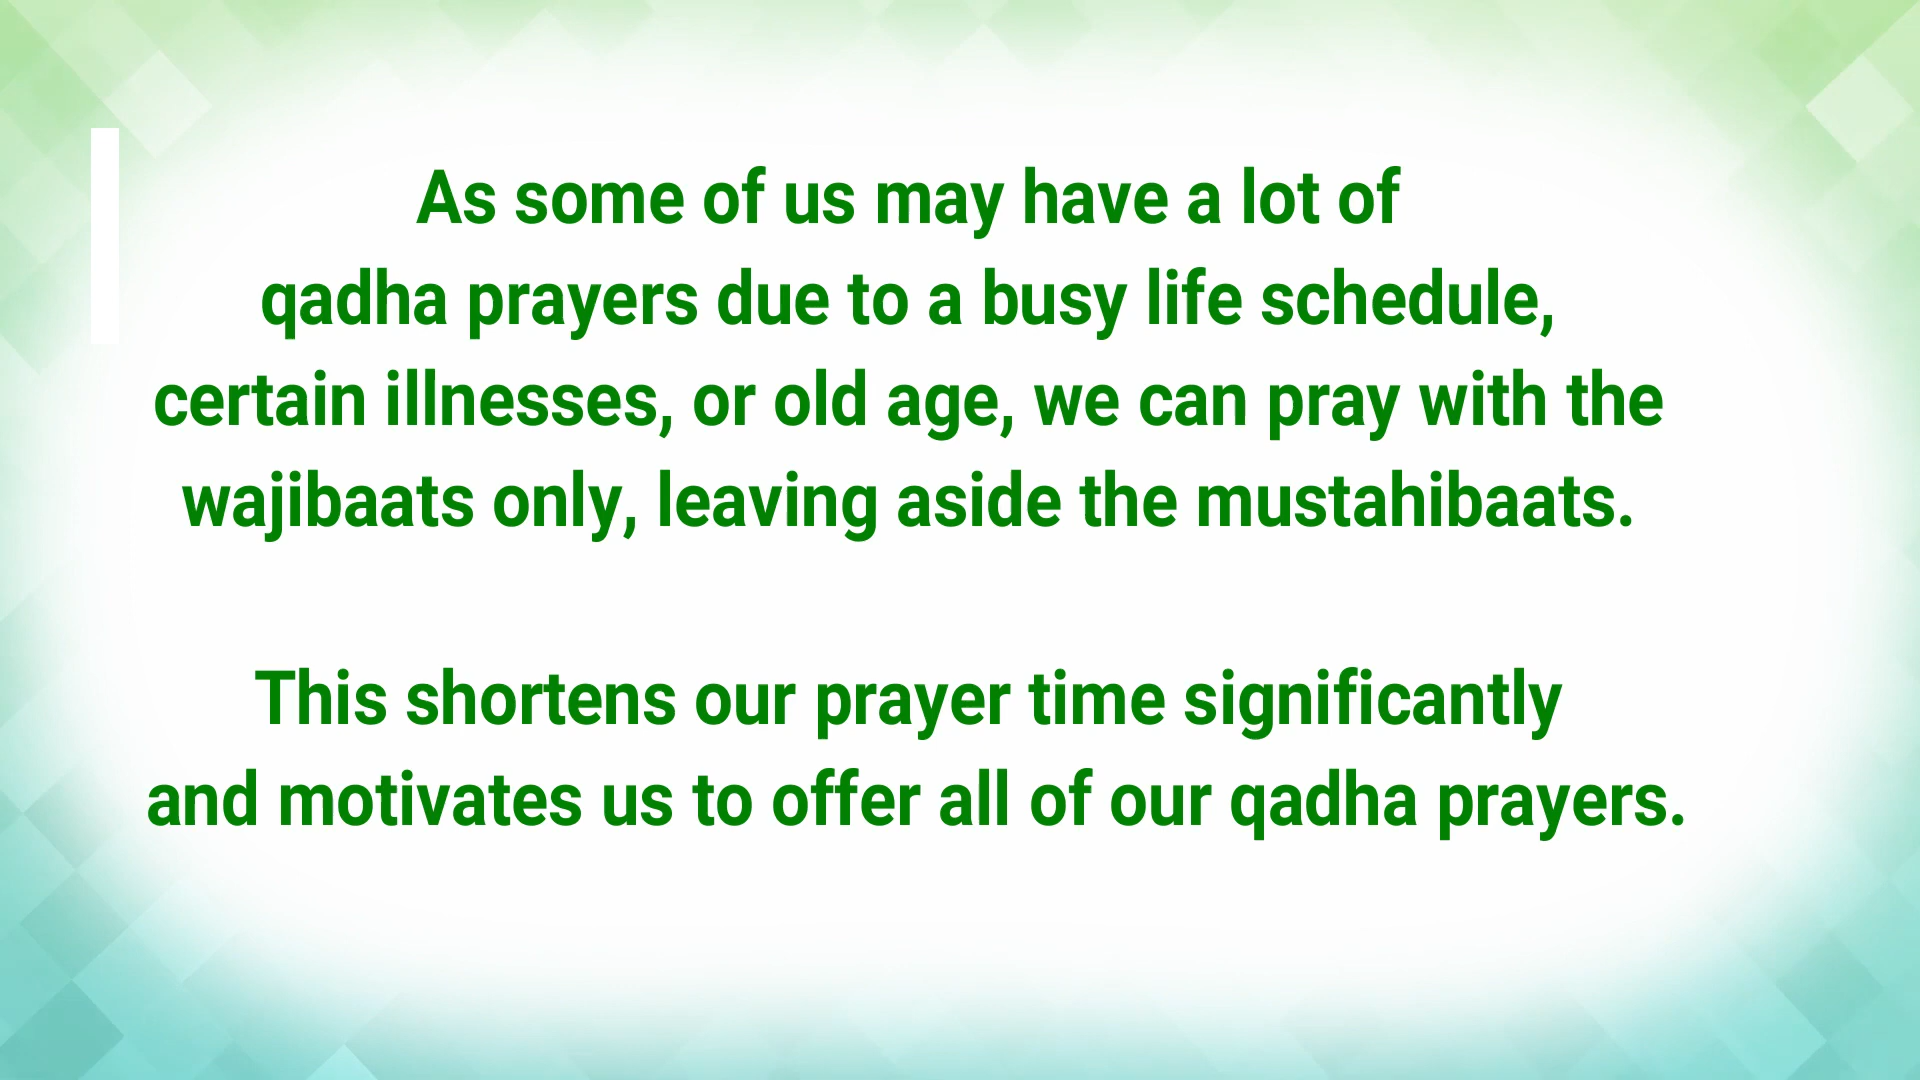 As some of us may have a lot of
qadha prayers due to a busy life schedule,
certain illnesses, or old age, we can pray with the
wajibaats only, leaving aside the mustahibaats.
This shortens our prayer time significantly
and motivates us to offer all of our qadha prayers.